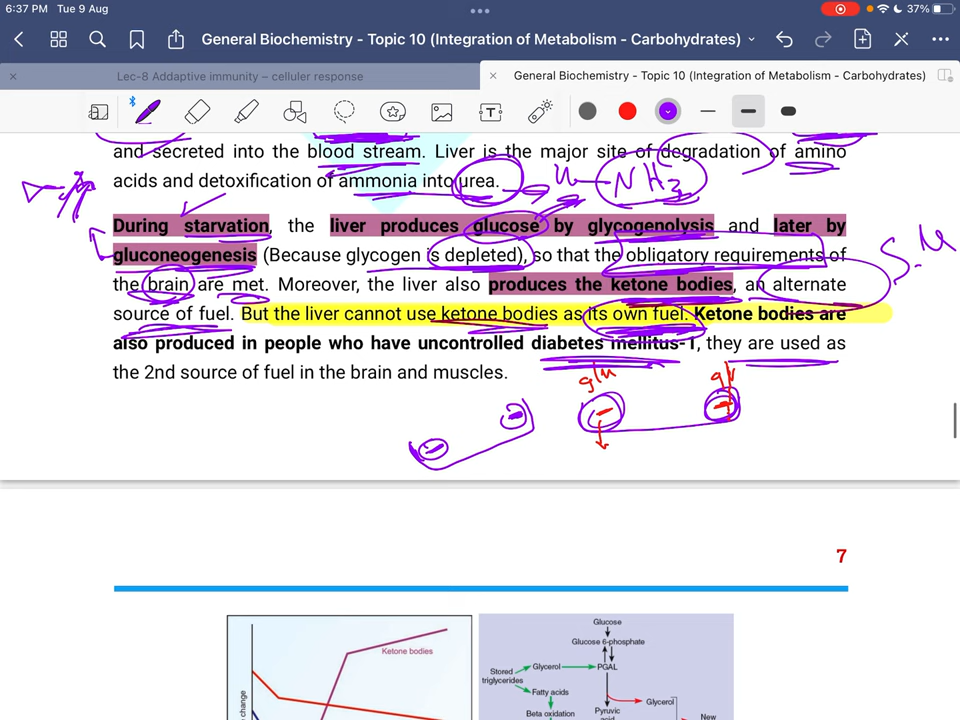 6:37 PM Tue 9 Aug
37%
General Biochemistry - Topic 10 (Integration of Metabolism - Carbohydrates)
Lec-8 Addaptive immunity – celluler response
General Biochemistry - Topic 10 (Integration of Metabolism - Carbohydrates)
and secreted into the blood stream. Liver is the major site of degradation of amino
acids and detoxification of ammonia into urea.
NH3
During starvation, the liver produces glucose by glycogenolysis and later by
gluconeogenesis (Because glycogen is depleted), so that the obligatory requirements of
S.M
the brain are met. Moreover, the liver also produces the ketone bodies, an alternate
source of fuel. But the liver cannot use ketone bodies as its own fuel. Ketone bodies are
also produced in people who have uncontrolled diabetes mellitus-1, they are used as
the 2nd source of fuel in the brain and muscles.
glu
7
Ketone bodies
change
Glucose
Glucose 6-phosphate
Stored
triglycerides
Glycerol
PGAL
Fatty acids
Glycerol
Beta oxidation
Pyruvic
acid
New